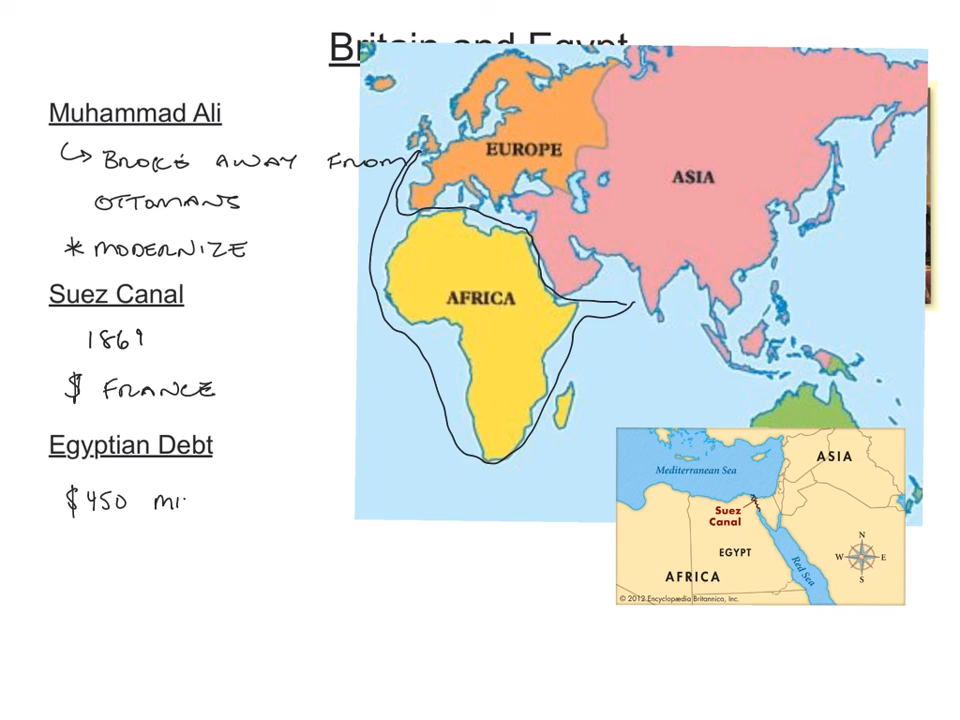 Britain and Egypt
Muhammad Ali
↳ BROKE AWAY FROM
OTTOMANS
* MODERNIZE
Suez Canal
1869
$ FRANCE
Egyptian Debt
$450 MI
EUROPE
ASIA
AFRICA
Mediterranean Sea
ASIA
Suez
Canal
EGYPT
AFRICA
Red Sea
N
W E
S
© 2012 Encyclopædia Britannica, Inc.